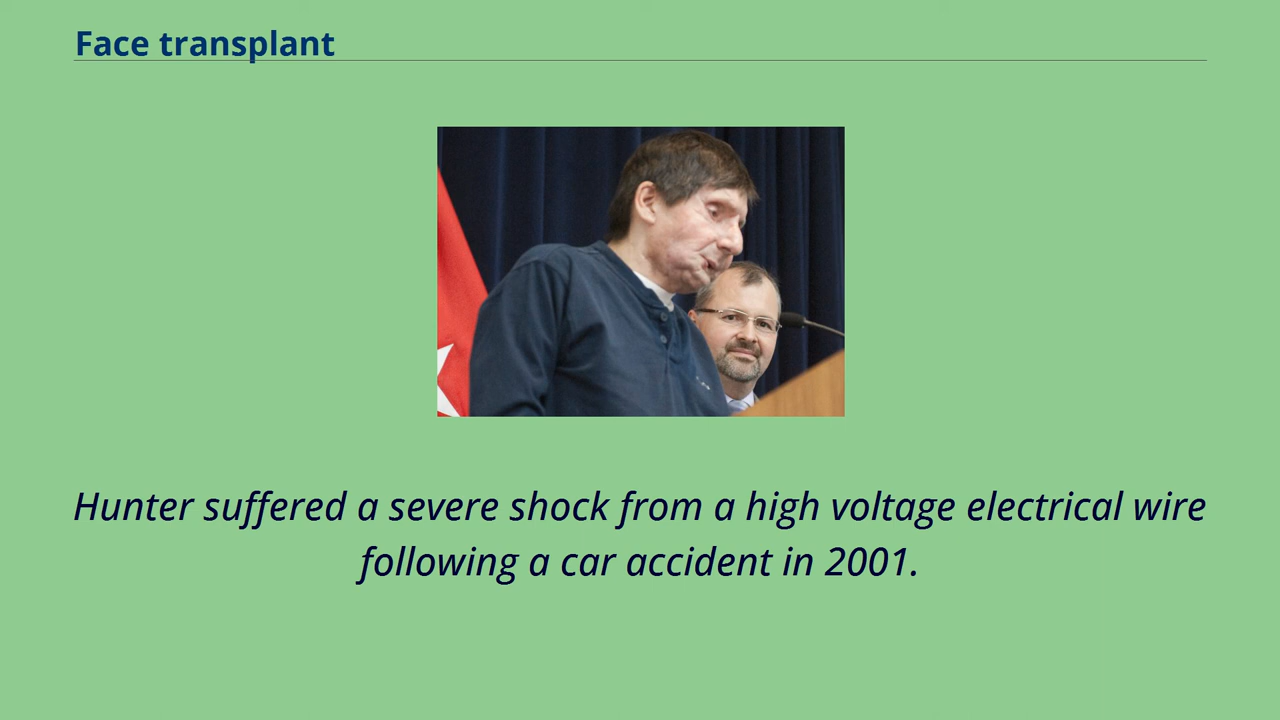 Face transplant
Hunter suffered a severe shock from a high voltage electrical wire
following a car accident in 2001.